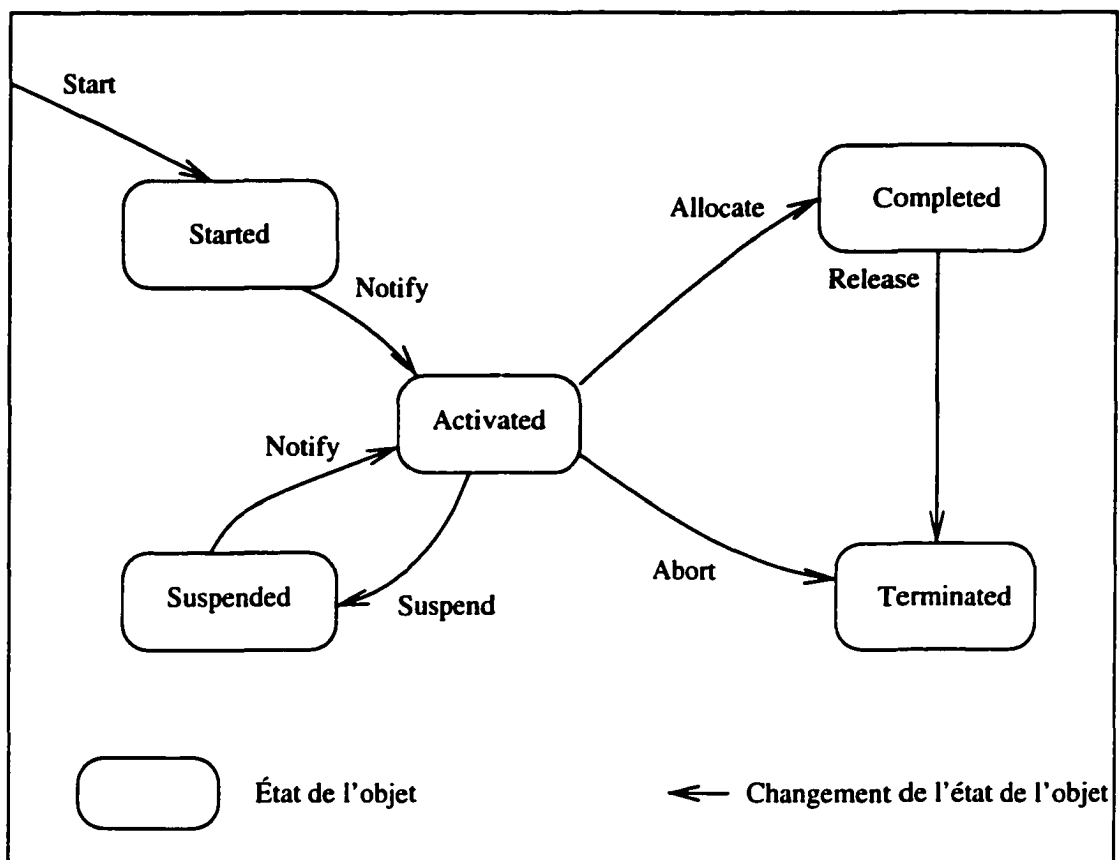 Start
Completed
Allocate
Started
Release
Notify
Activated
Notify
Abort
Suspended
Suspend
Terminated
État de l'objet
Changement de l'état de l'objet